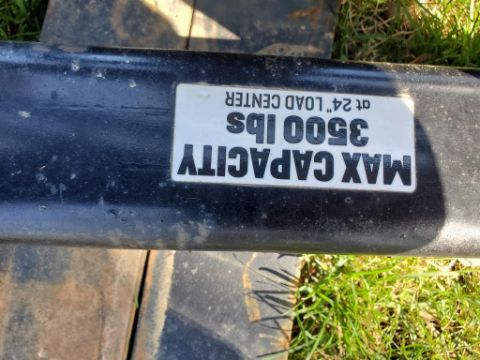 MAX CAPACITY
3500 lbs
at 24" LOAD CENTER